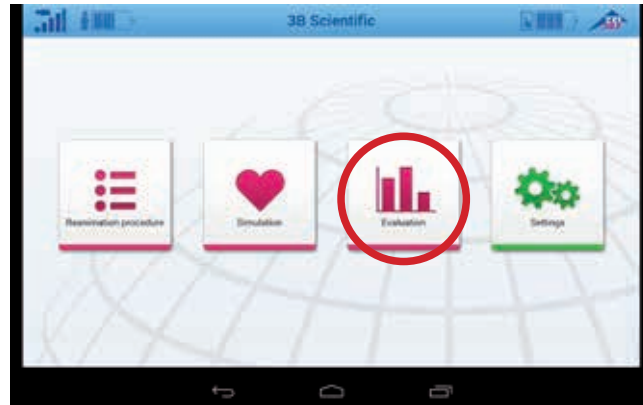 3B Scientific
Reanimation procedure
Simulation
Evaluation
Settings